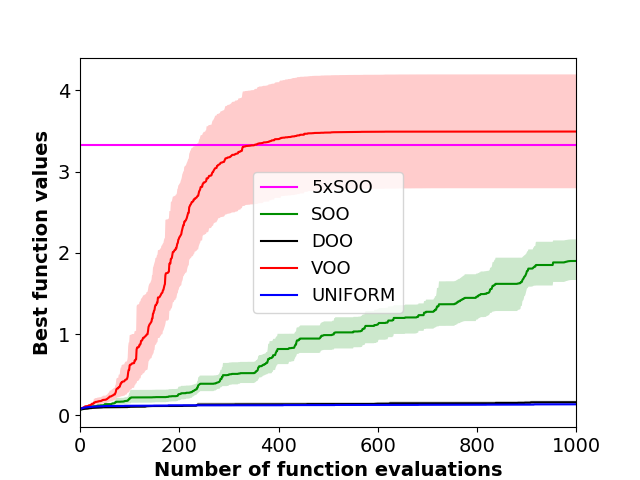 4
3
2
1
0
Best function values
5xSOO
SOO
DOO
VOO
UNIFORM
0 200 400 600 800 1000
Number of function evaluations